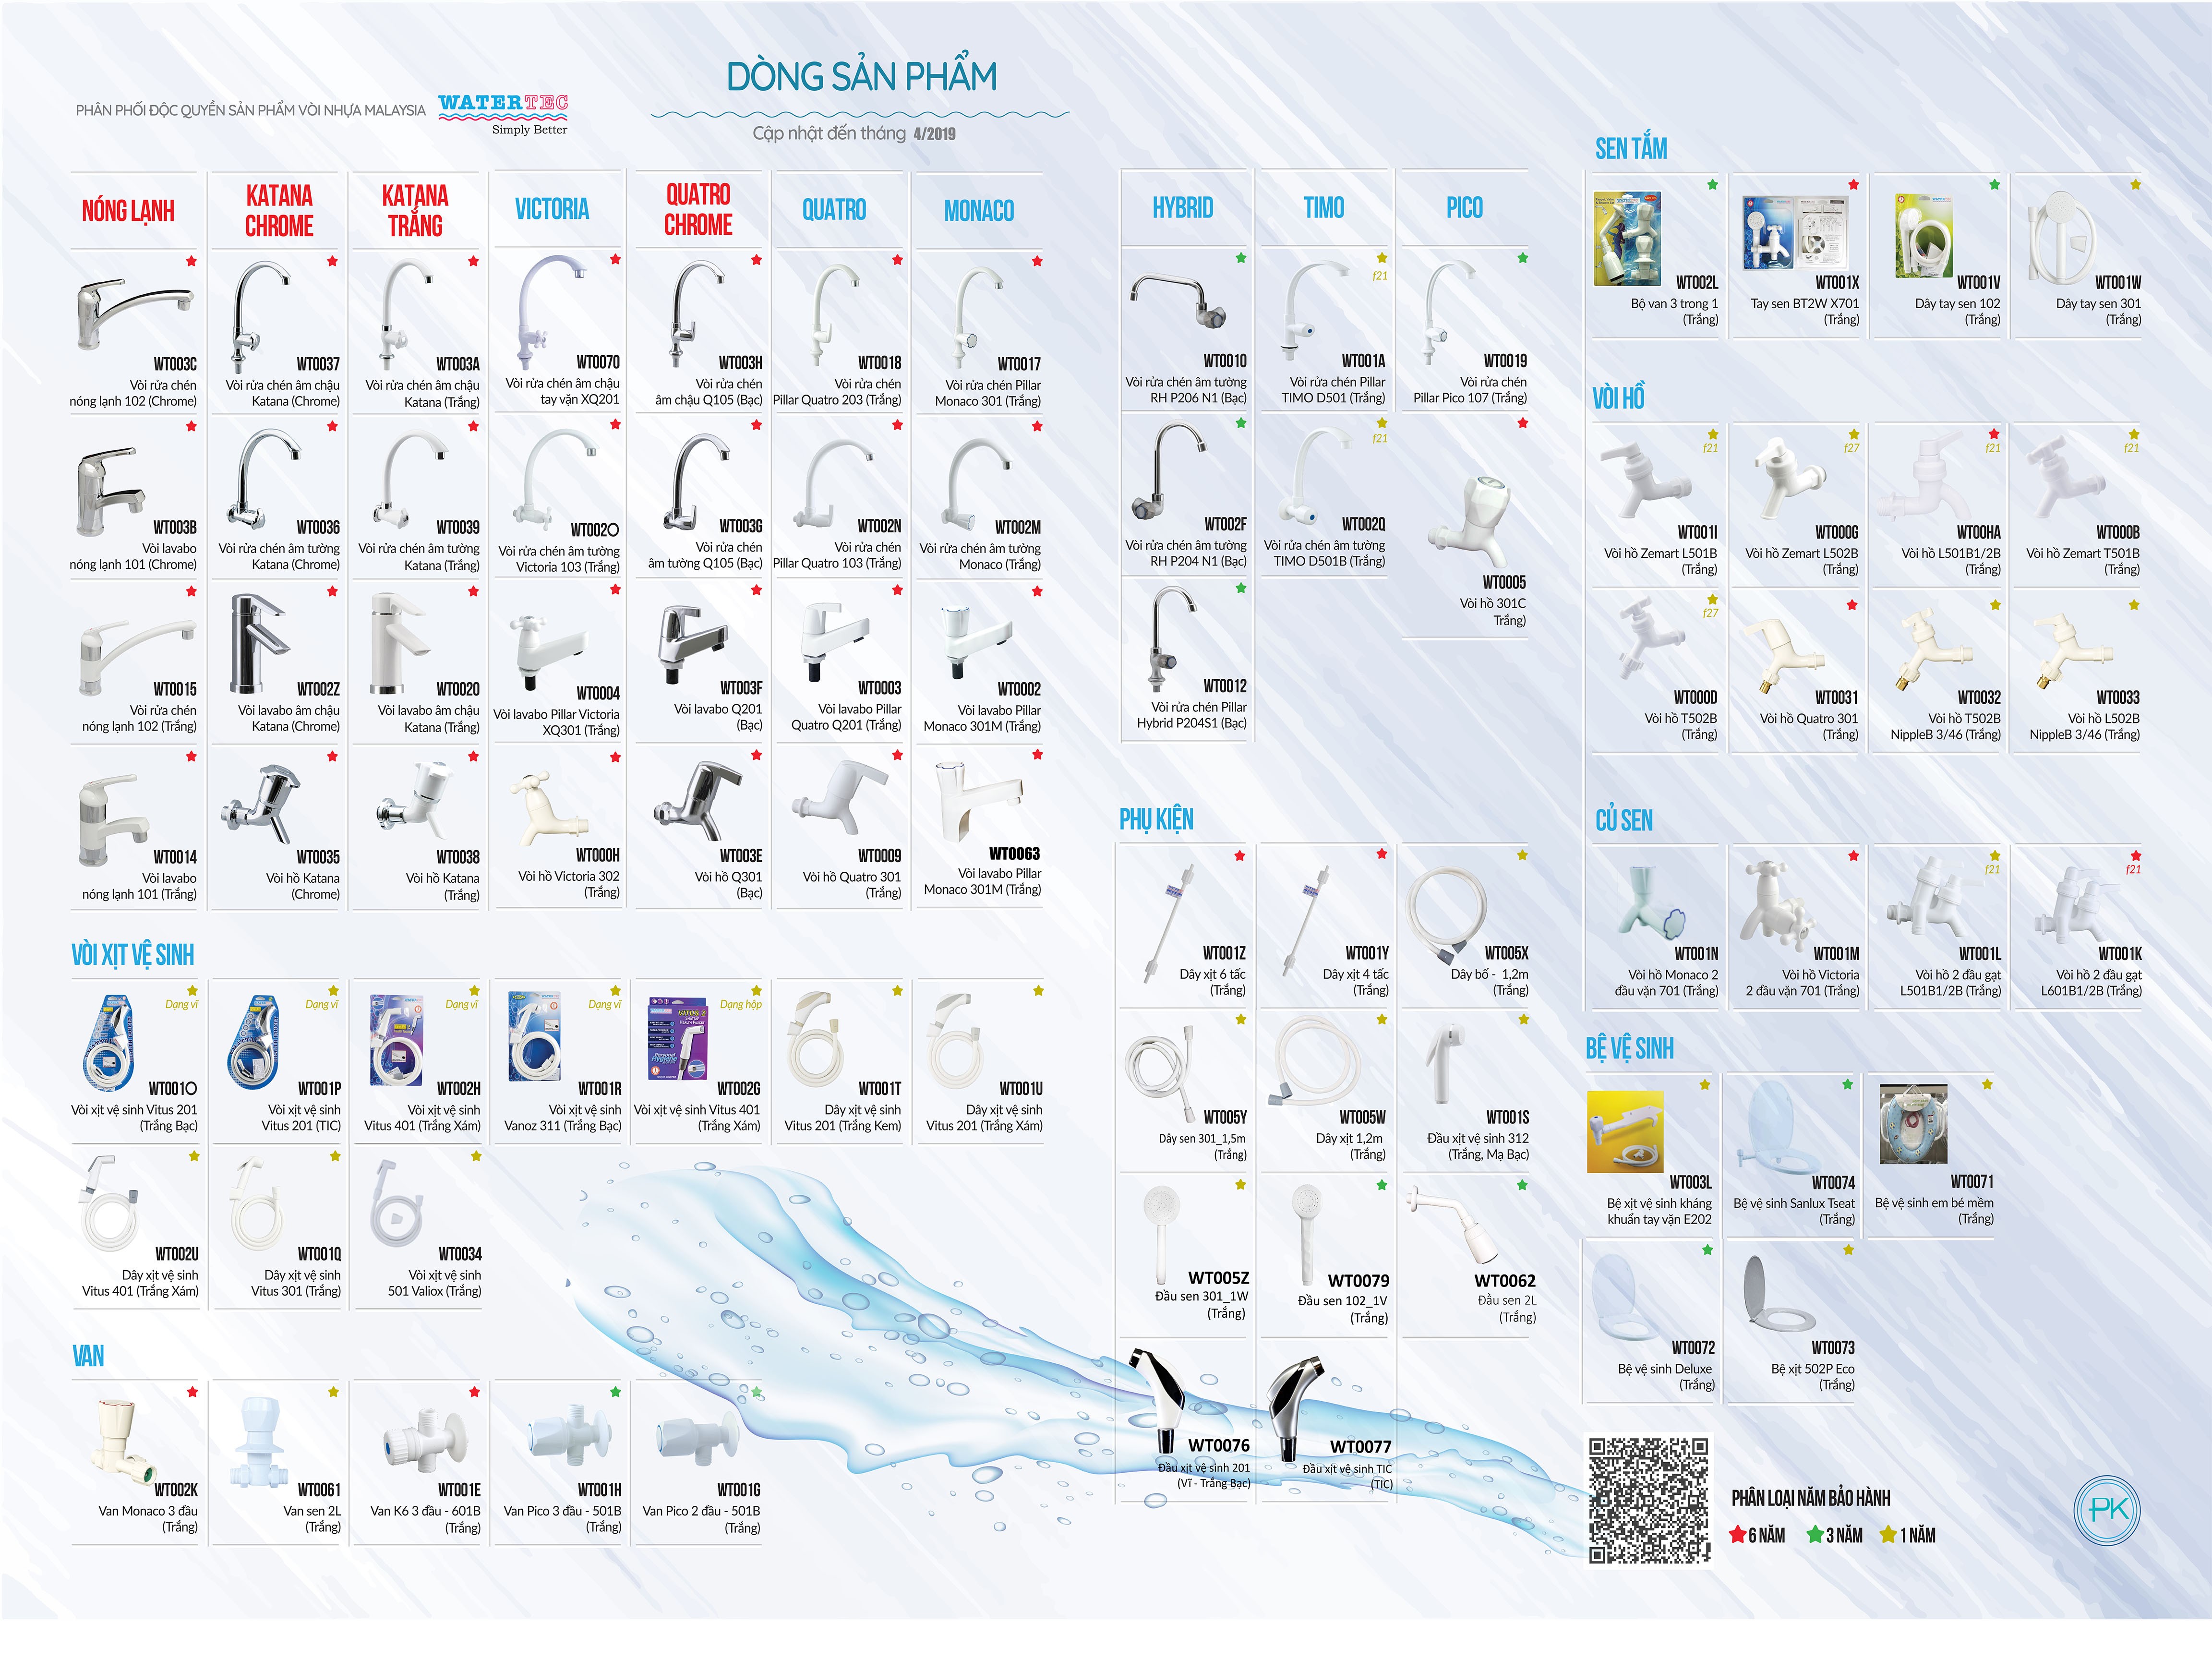 DÒNG SẢN PHẨM
PHÂN PHỐI ĐỘC QUYỀN SẢN PHẨM VÒI NHỰA MALAYSIA
WATERTEC
Simply Better
Cập nhật đến tháng 4/2019
NÓNG LẠNH
KATANA
CHROME
KATANA
TRẮNG
VICTORIA
QUATRO
CHROME
QUATRO
MONACO
WT003C
Vòi rửa chén
nóng lạnh 102 (Chrome)
WT0037
Vòi rửa chén âm chậu
Katana (Chrome)
WT003A
Vòi rửa chén âm chậu
Katana (Trắng)
WT0070
Vòi rửa chén âm chậu
tay vặn XQ201
WT003H
Vòi rửa chén
âm chậu Q105 (Bạc)
WT0018
Vòi rửa chén
Pillar Quatro 203 (Trắng)
WT0017
Vòi rửa chén Pillar
Monaco 301 (Trắng)
WT003B
Vòi lavabo
nóng lạnh 101 (Chrome)
WT0036
Vòi rửa chén âm tường
Katana (Chrome)
WT0039
Vòi rửa chén âm tường
Katana (Trắng)
WT002O
Vòi rửa chén âm tường
Victoria 103 (Trắng)
WT003G
Vòi rửa chén
âm tường Q105 (Bạc)
WT002N
Vòi rửa chén
Pillar Quatro 103 (Trắng)
WT002M
Vòi rửa chén âm tường
Monaco (Trắng)
WT0015
Vòi rửa chén
nóng lạnh 102 (Trắng)
WT002Z
Vòi lavabo âm chậu
Katana (Chrome)
WT0020
Vòi lavabo âm chậu
Katana (Trắng)
WT0004
Vòi lavabo Pillar Victoria
XQ301 (Trắng)
WT003F
Vòi lavabo Q201
(Bạc)
WT0003
Vòi lavabo Pillar
Quatro Q201 (Trắng)
WT0002
Vòi lavabo Pillar
Monaco 301M (Trắng)
WT0014
Vòi lavabo
nóng lạnh 101 (Trắng)
WT0035
Vòi hồ Katana
(Chrome)
WT0038
Vòi hồ Katana
(Trắng)
WT000H
Vòi hồ Victoria 302
(Trắng)
WT003E
Vòi hồ Q301
(Bạc)
WT0009
Vòi hồ Quatro 301
(Trắng)
WT0063
Vòi lavabo Pillar
Monaco 301M (Trắng)
VÒI XỊT VỆ SINH
Dạng vĩ
WT001O
Vòi xịt vệ sinh Vitus 201
(Trắng Bạc)
Dạng vĩ
WT001P
Vòi xịt vệ sinh
Vitus 201 (TIC)
Dạng vĩ
WT002H
Vòi xịt vệ sinh
Vitus 401 (Trắng Xám)
Dạng vĩ
WT001R
Vòi xịt vệ sinh
Vanoz 311 (Trắng Bạc)
Dạng hộp
WT002G
Vòi xịt vệ sinh Vitus 401
(Trắng Xám)
WT001T
Dây xịt vệ sinh
Vitus 201 (Trắng Kem)
WT001U
Dây xịt vệ sinh
Vitus 201 (Trắng Xám)
WT002U
Dây xịt vệ sinh
Vitus 401 (Trắng Xám)
WT001Q
Dây xịt vệ sinh
Vitus 301 (Trắng)
WT0034
Vòi xịt vệ sinh
501 Valiox (Trắng)
VAN
WT002K
Van Monaco 3 đầu
(Trắng)
WT0061
Van sen 2L
(Trắng)
WT001E
Van K6 3 đầu - 601B
(Trắng)
WT001H
Van Pico 3 đầu - 501B
(Trắng)
WT001G
Van Pico 2 đầu - 501B
(Trắng)
HYBRID
TIMO
PICO
WT0010
Vòi rửa chén âm tường
RH P206 N1 (Bạc)
f21
WT001A
Vòi rửa chén Pillar
TIMO D501 (Trắng)
WT0019
Vòi rửa chén
Pillar Pico 107 (Trắng)
WT002F
Vòi rửa chén âm tường
RH P204 N1 (Bạc)
f21
WT002Q
Vòi rửa chén âm tường
TIMO D501B (Trắng)
WT0005
Vòi hồ 301C
Trắng)
WT0012
Vòi rửa chén Pillar
Hybrid P204S1 (Bạc)
PHỤ KIỆN
WT001Z
Dây xịt 6 tấc
(Trắng)
WT001Y
Dây xịt 4 tấc
(Trắng)
WT005X
Dây bố - 1,2m
(Trắng)
WT005Y
Dây sen 301_1,5m
(Trắng)
WT005W
Dây xịt 1,2m
(Trắng)
WT001S
Đầu xịt vệ sinh 312
(Trắng, Mạ Bạc)
WT005Z
Đầu sen 301_1W
(Trắng)
WT0079
Đầu sen 102_1V
(Trắng)
WT0062
Đầu sen 2L
(Trắng)
WT0076
Đầu xịt vệ sinh 201
(Vĩ - Trắng Bạc)
WT0077
Đầu xịt vệ sinh TIC
(TIC)
SEN TẮM
WT002L
Bộ van 3 trong 1
(Trắng)
WT001X
Tay sen BT2W X701
(Trắng)
WT001V
Dây tay sen 102
(Trắng)
WT001W
Dây tay sen 301
(Trắng)
VÒI HỒ
f21
WT001I
Vòi hồ Zemart L501B
(Trắng)
f27
WT000G
Vòi hồ Zemart L502B
(Trắng)
f21
WT00HA
Vòi hồ L501B1/2B
(Trắng)
f21
WT000B
Vòi hồ Zemart T501B
(Trắng)
f27
WT000D
Vòi hồ T502B
(Trắng)
WT0031
Vòi hồ Quatro 301
(Trắng)
WT0032
Vòi hồ T502B
NippleB 3/46 (Trắng)
WT0033
Vòi hồ L502B
NippleB 3/46 (Trắng)
CỦ SEN
WT001N
Vòi hồ Monaco 2
đầu vặn 701 (Trắng)
WT001M
Vòi hồ Victoria
2 đầu vặn 701 (Trắng)
f21
WT001L
Vòi hồ 2 đầu gạt
L501B1/2B (Trắng)
f21
WT001K
Vòi hồ 2 đầu gạt
L601B1/2B (Trắng)
BỆ VỆ SINH
WT003L
Bệ xịt vệ sinh kháng
khuẩn tay vặn E202
WT0074
Bệ vệ sinh Sanlux Tseat
(Trắng)
WT0071
Bệ vệ sinh em bé mềm
(Trắng)
WT0072
Bệ vệ sinh Deluxe
(Trắng)
WT0073
Bệ xịt 502P Eco
(Trắng)
PHÂN LOẠI NĂM BẢO HÀNH
6 NĂM 3 NĂM 1 NĂM
PK